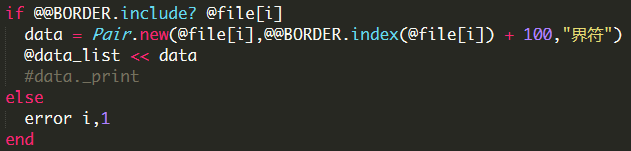 if @@BORDER.include? @file[i]
data = Pair.new(@file[i],@@BORDER.index(@file[i]) + 100,"界符")
@data_list << data
#data._print
else
error i,1
end